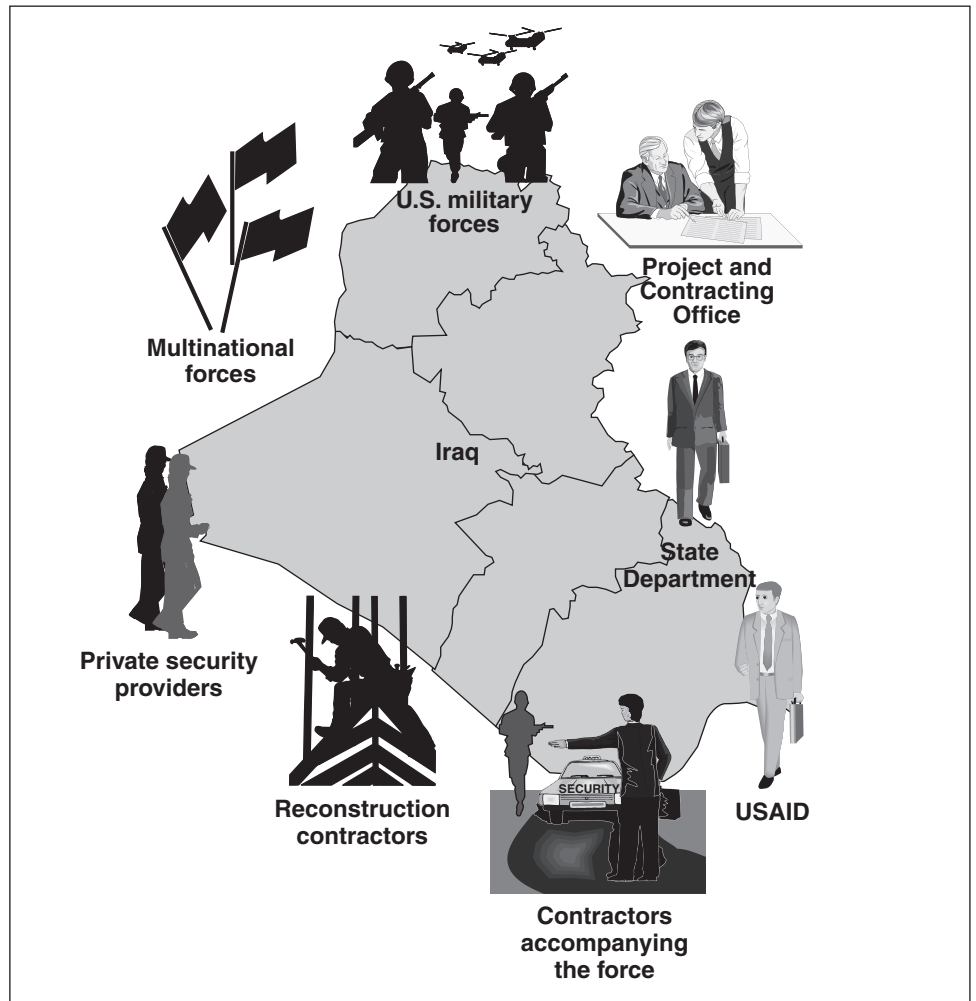 U.S. military
forces
Project and
Contracting
Office
Multinational
forces
Iraq
State
Department
Private security
providers
Reconstruction
contractors
SECURITY
USAID
Contractors
accompanying
the force